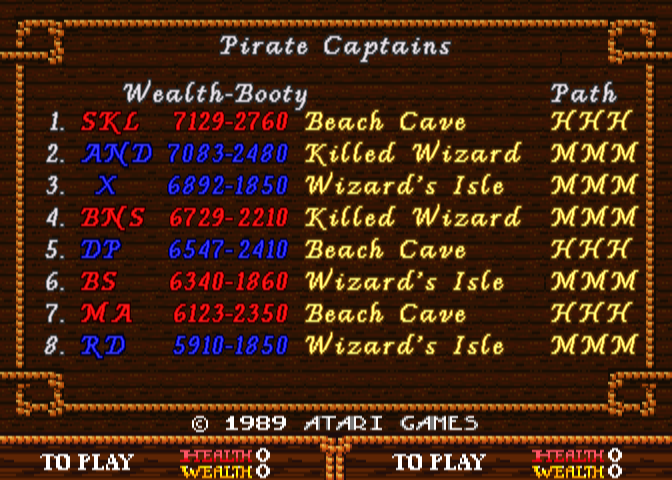 Pirate Captains
Wealth-Booty Path
1. SKL 7129-2760 Beach Cave HHH
2. AND 7083-2480 Killed Wizard MMM
3. X 6892-1850 Wizard's Isle MMM
4. BNS 6729-2210 Killed Wizard MMM
5. DP 6547-2410 Beach Cave HHH
6. BS 6340-1860 Wizard's Isle MMM
7. MA 6123-2350 Beach Cave HHH
8. RD 5910-1850 Wizard's Isle MMM
© 1989 ATARI GAMES
TO PLAY HEALTH 0 TO PLAY HEALTH 0
WEALTH 0 WEALTH 0